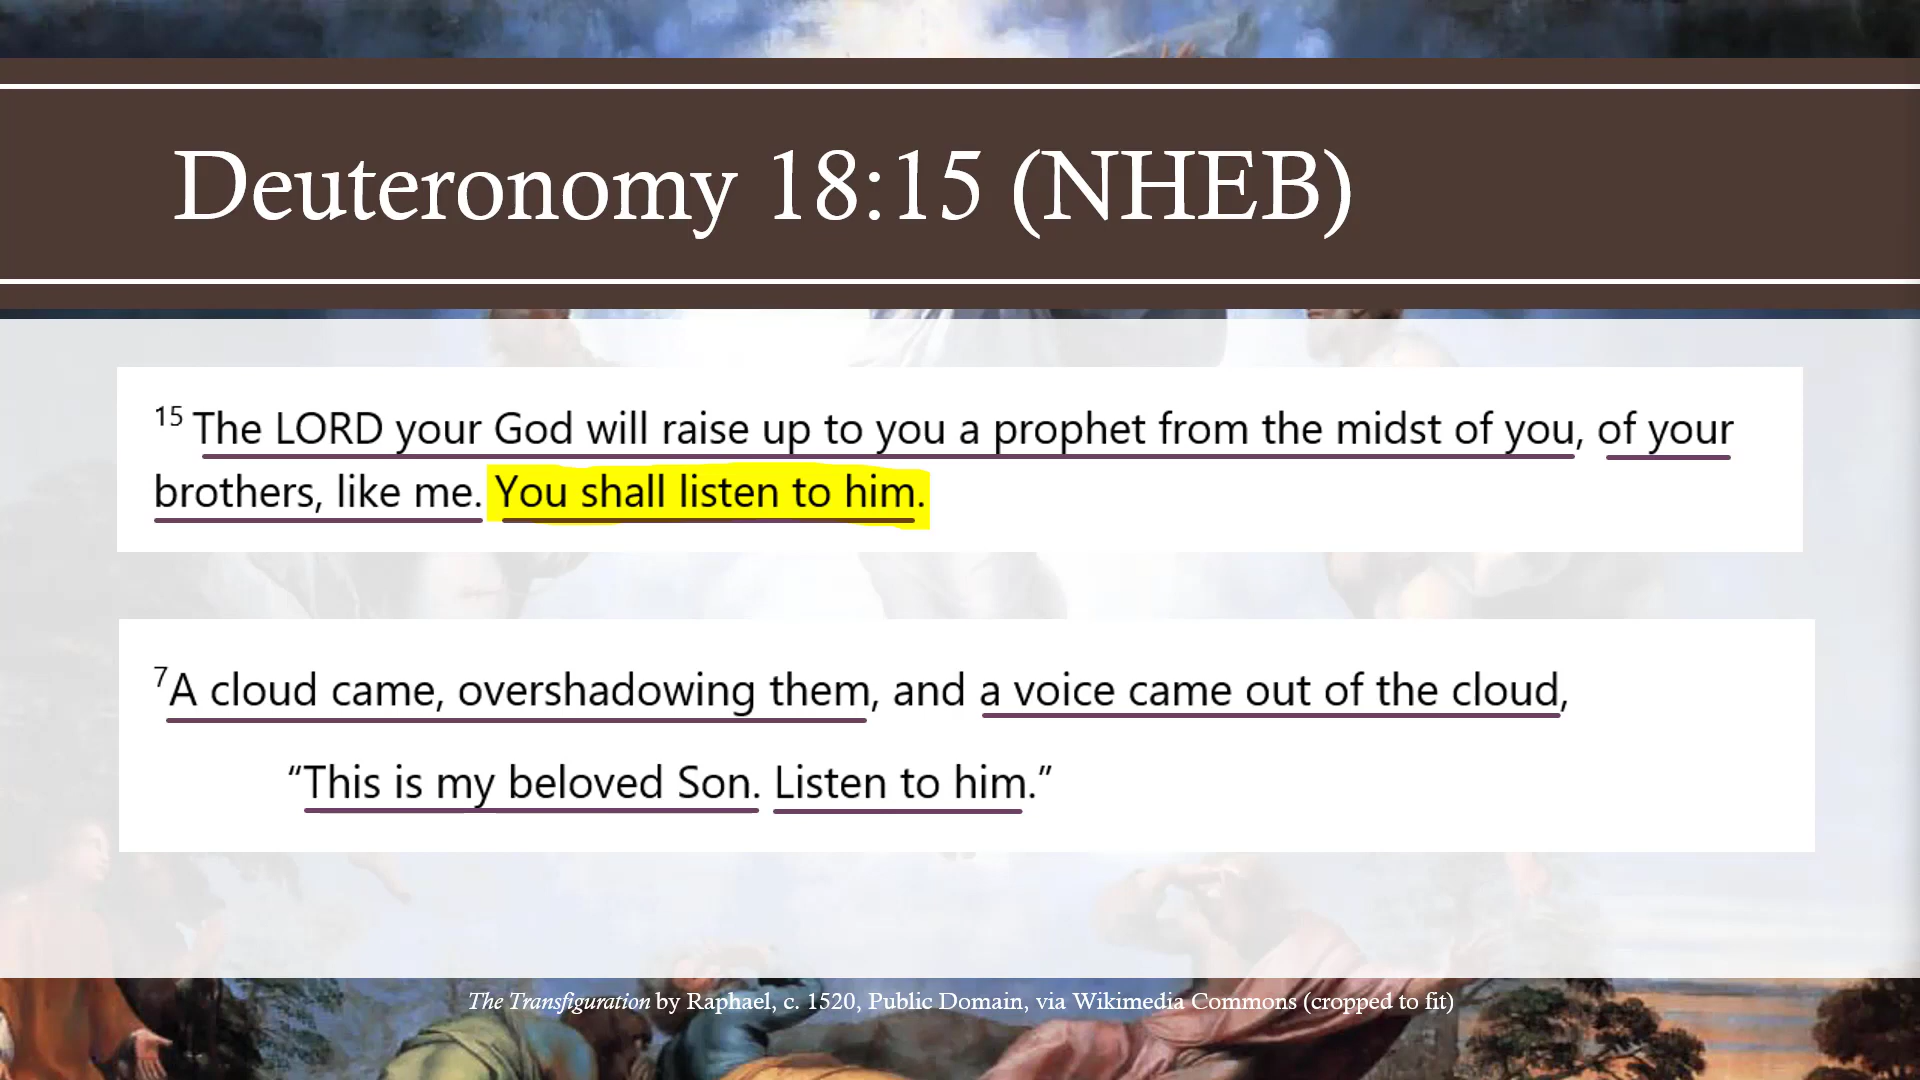 Deuteronomy 18:15 (NHEB)
15 The LORD your God will raise up to you a prophet from the midst of you, of your
brothers, like me. You shall listen to him.
7 A cloud came, overshadowing them, and a voice came out of the cloud,
“This is my beloved Son. Listen to him.”
The Transfiguration by Raphael, c. 1520, Public Domain, via Wikimedia Commons (cropped to fit)